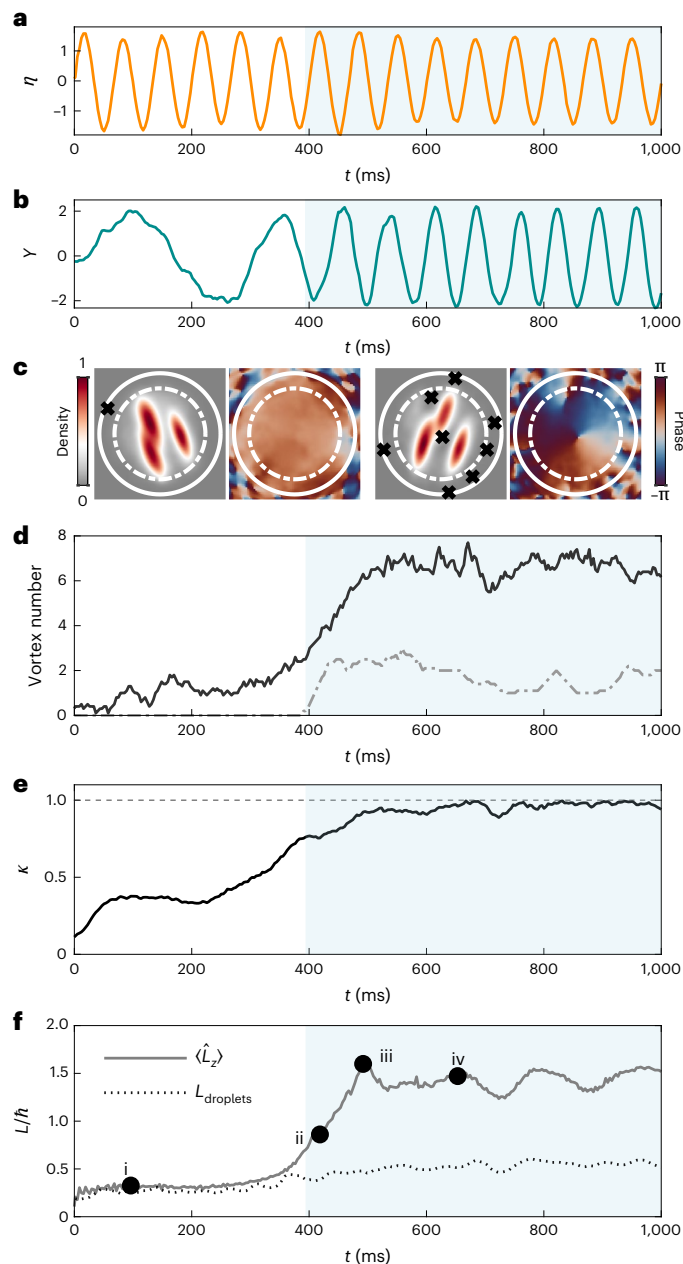 a
1
0
−1
η
0 200 400 600 800 1,000
t (ms)
b
2
0
−2
Y
0 200 400 600 800 1,000
t (ms)
c
1
Density
0
π
Phase
−π
d
8
6
4
2
0
Vortex number
0 200 400 600 800 1,000
t (ms)
e
1.0
0.5
0
κ
0 200 400 600 800 1,000
t (ms)
f
2.0
1.5
1.0
0.5
0
L/ħ
⟨L̂z⟩
Ldroplets
i
ii
iii
iv
0 200 400 600 800 1,000
t (ms)